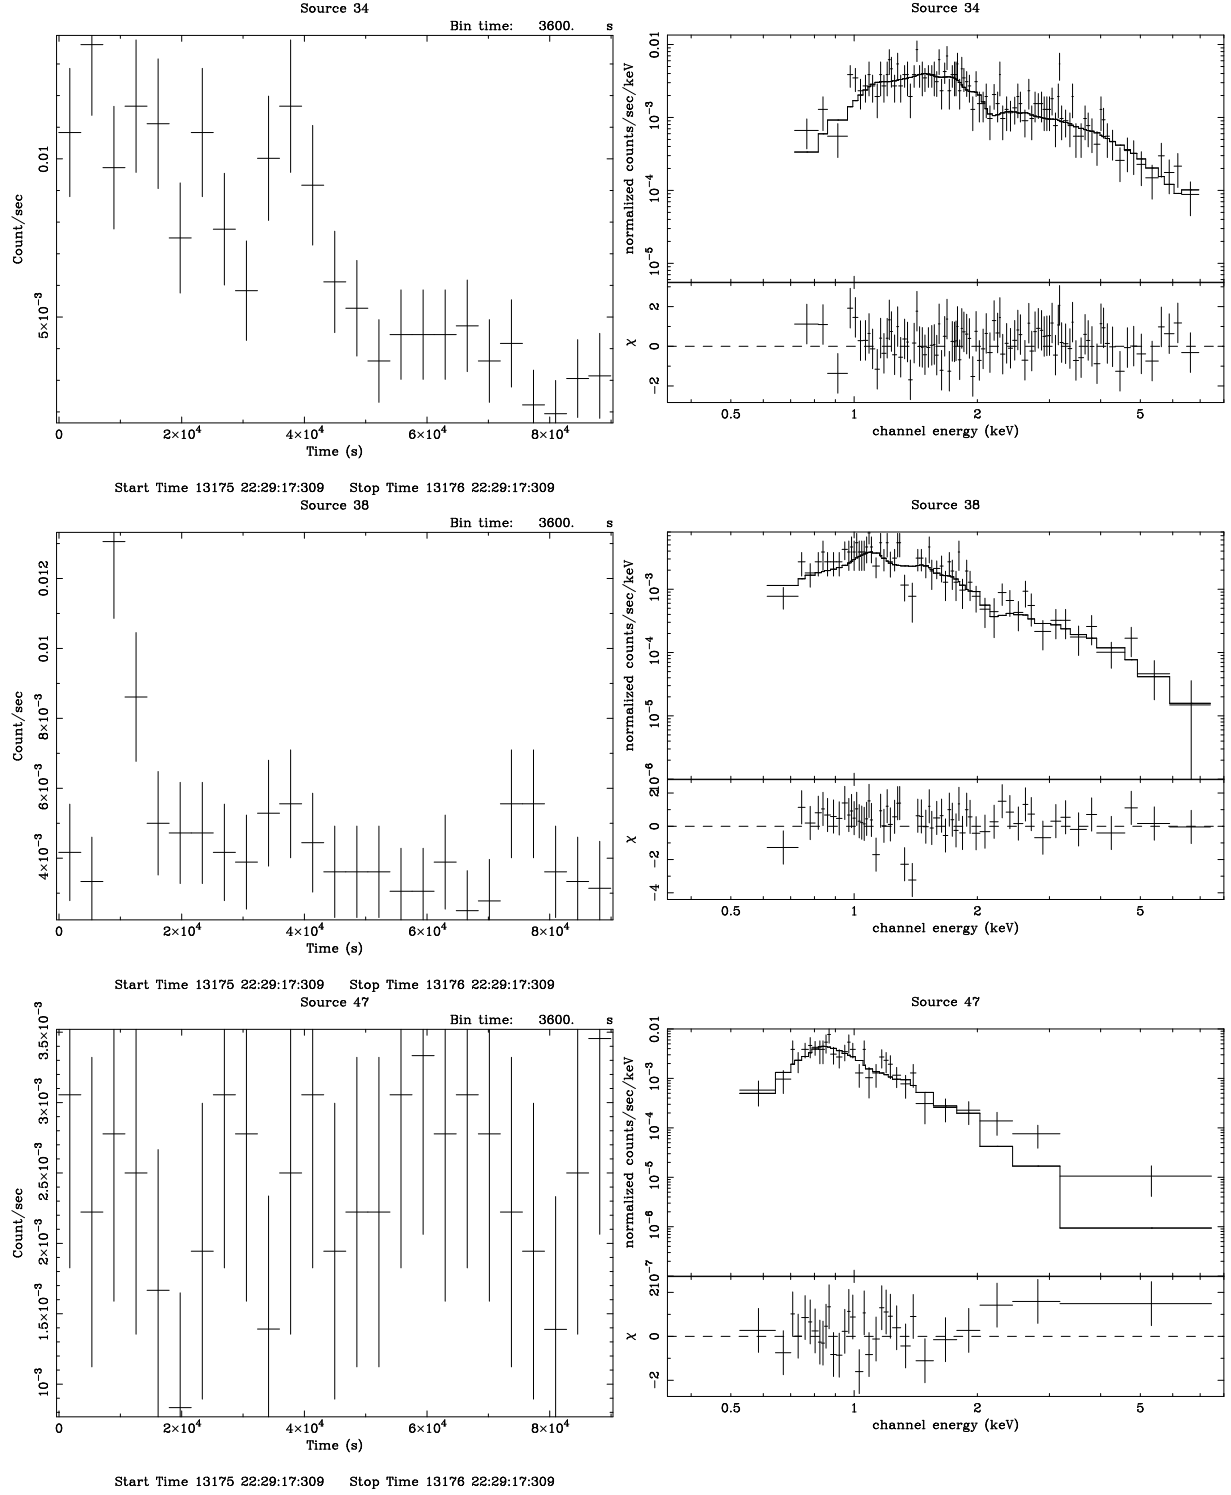 Source 34
Bin time: 3600. s
Count/sec
0.01
5×10⁻³
0 2×10⁴ 4×10⁴ 6×10⁴ 8×10⁴
Time (s)
Start Time 13175 22:29:17:309 Stop Time 13176 22:29:17:309
Source 34
normalized counts/sec/keV
0.01
10⁻³
10⁻⁴
10⁻⁵
χ
2
0
−2
0.5 1 2 5
channel energy (keV)
Source 38
Bin time: 3600. s
Count/sec
0.012
0.01
8×10⁻³
6×10⁻³
4×10⁻³
0 2×10⁴ 4×10⁴ 6×10⁴ 8×10⁴
Time (s)
Start Time 13175 22:29:17:309 Stop Time 13176 22:29:17:309
Source 38
normalized counts/sec/keV
10⁻³
10⁻⁴
10⁻⁵
10⁻⁶
χ
2
0
−2
−4
0.5 1 2 5
channel energy (keV)
Source 47
Bin time: 3600. s
Count/sec
3.5×10⁻³
3×10⁻³
2.5×10⁻³
2×10⁻³
1.5×10⁻³
10⁻³
0 2×10⁴ 4×10⁴ 6×10⁴ 8×10⁴
Time (s)
Start Time 13175 22:29:17:309 Stop Time 13176 22:29:17:309
Source 47
normalized counts/sec/keV
0.01
10⁻³
10⁻⁴
10⁻⁵
10⁻⁶
10⁻⁷
χ
2
0
−2
0.5 1 2 5
channel energy (keV)